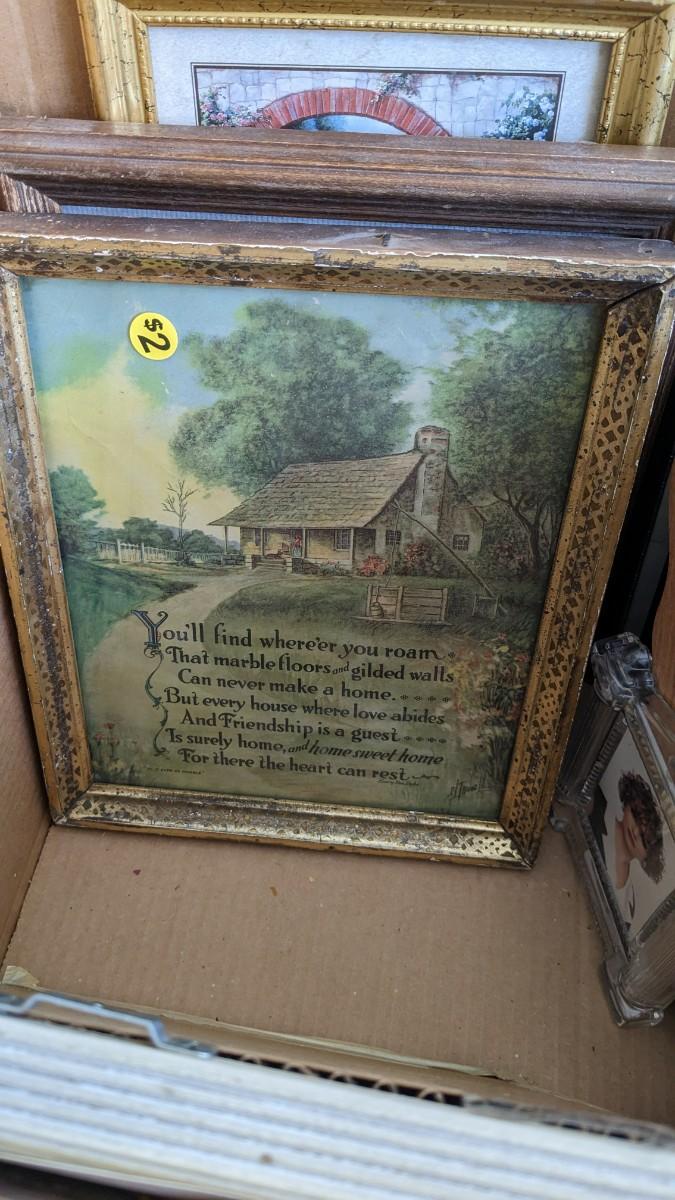 $2
You'll find where'er you roam
That marble floors and gilded walls
Can never make a home.
But every house where love abides
And Friendship is a guest
Is surely home, and home sweet home
For there the heart can rest